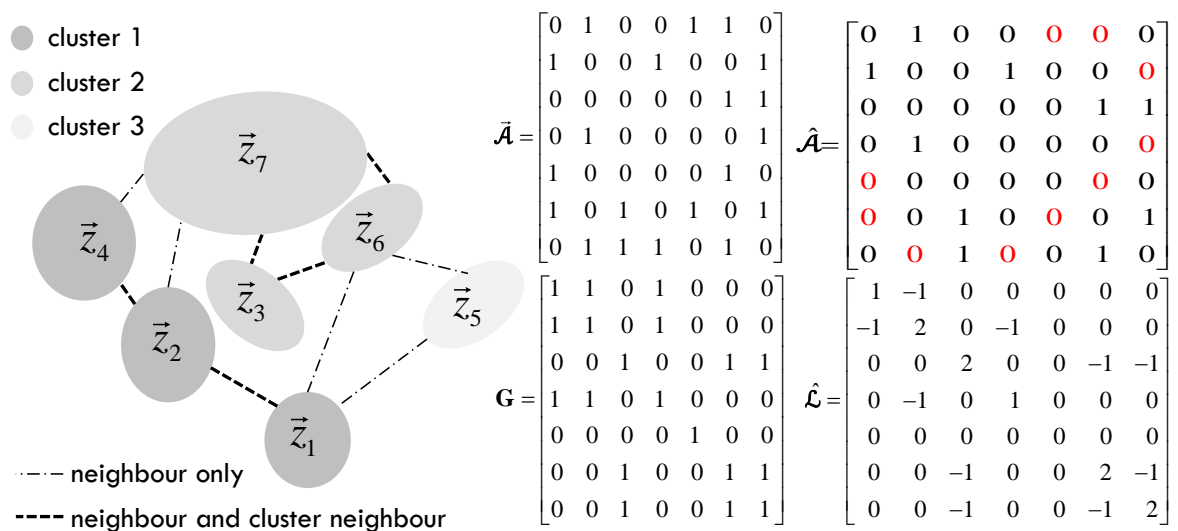 cluster 1
cluster 2
cluster 3
z⃗₇
z⃗₄
z⃗₆
z⃗₃
z⃗₅
z⃗₂
z⃗₁
neighbour only
neighbour and cluster neighbour
𝓐⃗ =
0 1 0 0 1 1 0
1 0 0 1 0 0 1
0 0 0 0 0 1 1
0 1 0 0 0 0 1
1 0 0 0 0 1 0
1 0 1 0 1 0 1
0 1 1 1 0 1 0
𝓐̂=
0 1 0 0 0 0 0
1 0 0 1 0 0 0
0 0 0 0 0 1 1
0 1 0 0 0 0 0
0 0 0 0 0 0 0
0 0 1 0 0 0 1
0 0 1 0 0 1 0
G =
1 1 0 1 0 0 0
1 1 0 1 0 0 0
0 0 1 0 0 1 1
1 1 0 1 0 0 0
0 0 0 0 1 0 0
0 0 1 0 0 1 1
0 0 1 0 0 1 1
𝓛̂ =
1 −1 0 0 0 0 0
−1 2 0 −1 0 0 0
0 0 2 0 0 −1 −1
0 −1 0 1 0 0 0
0 0 0 0 0 0 0
0 0 −1 0 0 2 −1
0 0 −1 0 0 −1 2